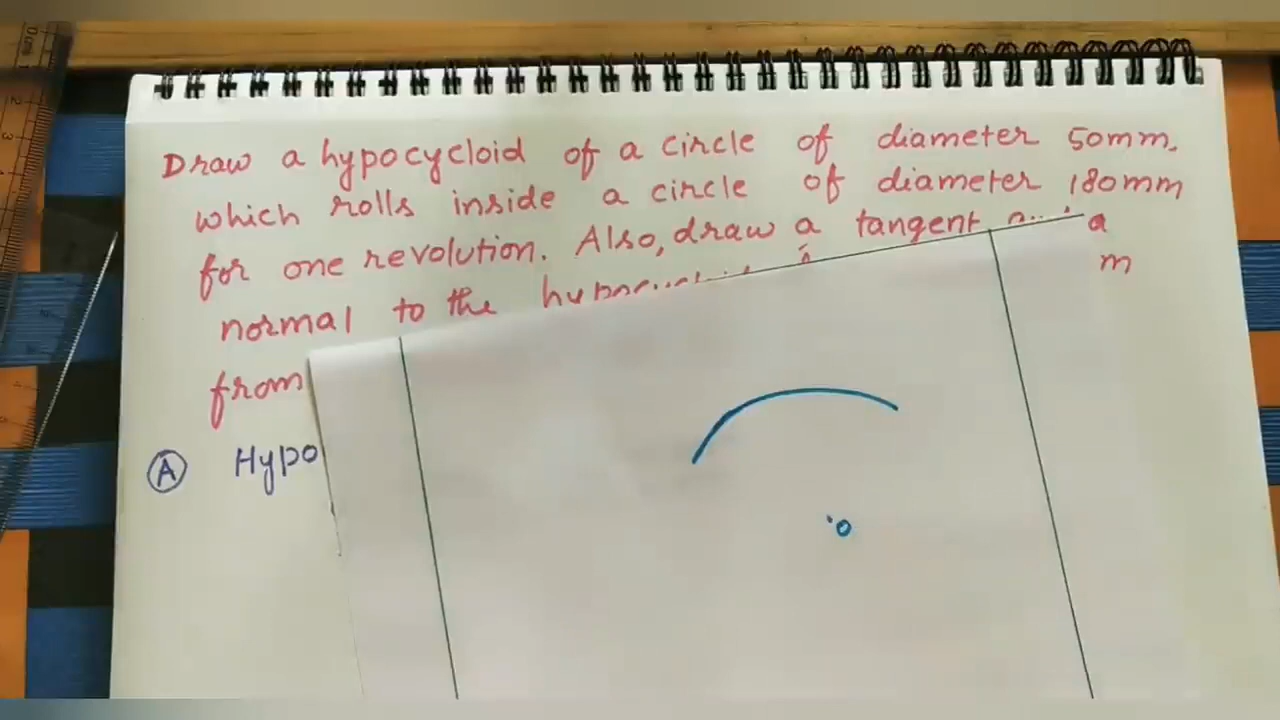 Draw a hypocycloid of a circle of diameter 50mm.
which rolls inside a circle of diameter 180mm
for one revolution. Also, draw a tangent a
normal to the m
from
A Hypo
o